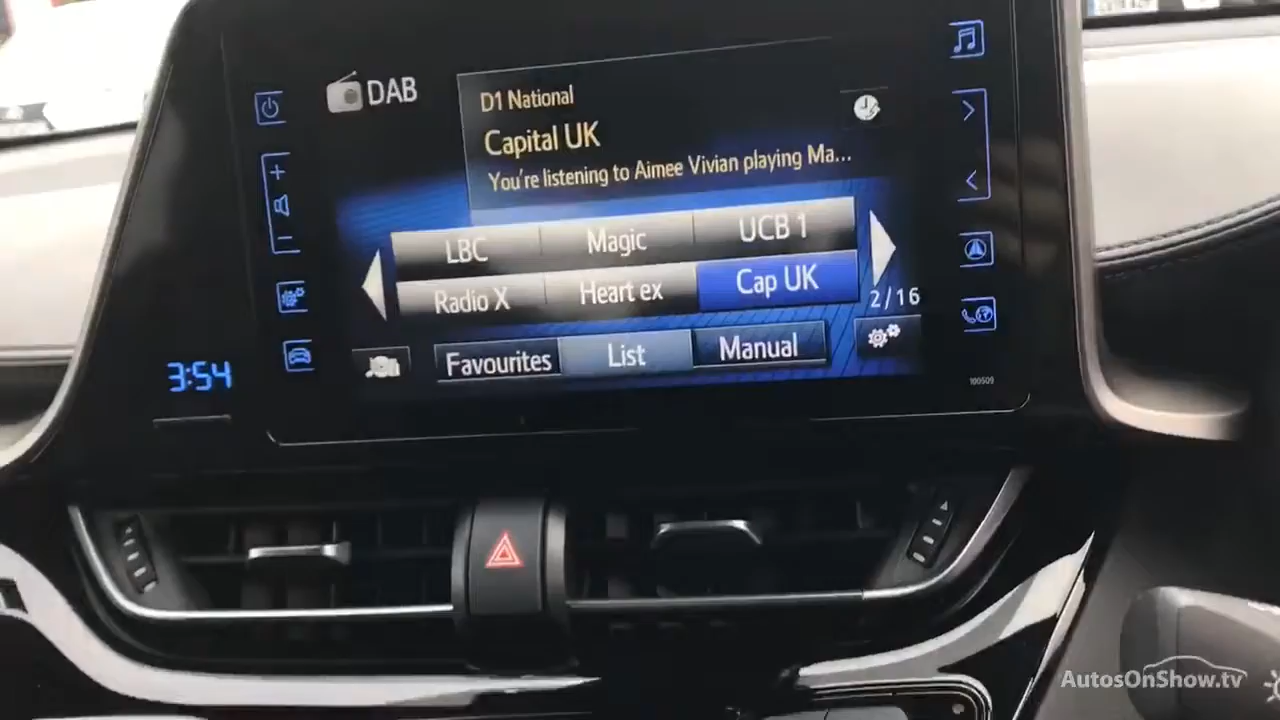 DAB
D1 National
Capital UK
You're listening to Aimee Vivian playing Ma...
LBC Magic UCB 1
Radio X Heart ex Cap UK
2/16
Favourites List Manual
3:54
100509
AutosOnShow.tv